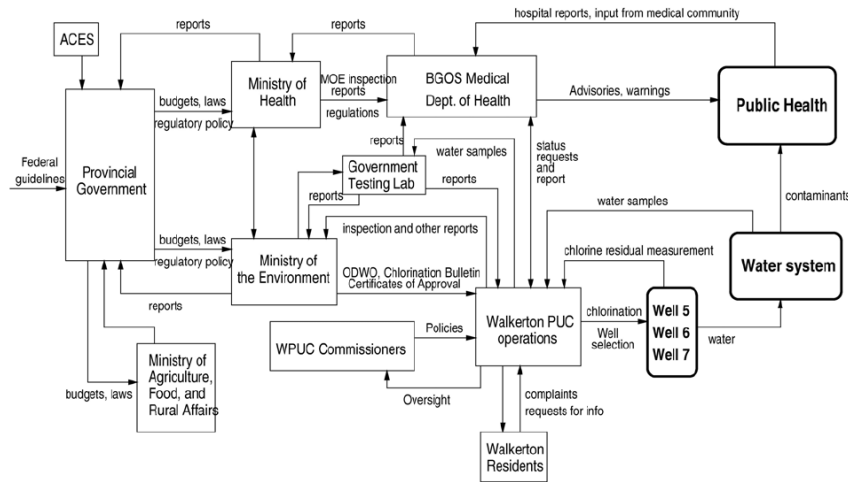 hospital reports, input from medical community
ACES
reports
reports
Ministry of
Health
MOE inspection
reports
regulations
BGOS Medical
Dept. of Health
Advisories, warnings
Public Health
budgets, laws
regulatory policy
Federal
guidelines
Provincial
Government
reports
water samples
status
requests
and
report
Government
Testing Lab
reports
reports
contaminants
water samples
inspection and other reports
budgets, laws
regulatory policy
Ministry of
the Environment
ODWO, Chlorination Bulletin
Certificates of Approval
chlorine residual measurement
Water system
reports
Walkerton PUC
operations
chlorination
Well
selection
Well 5
Well 6
Well 7
water
WPUC Commissioners
Policies
Oversight
Ministry of
Agriculture,
Food, and
Rural Affairs
budgets, laws
complaints
requests for info
Walkerton
Residents